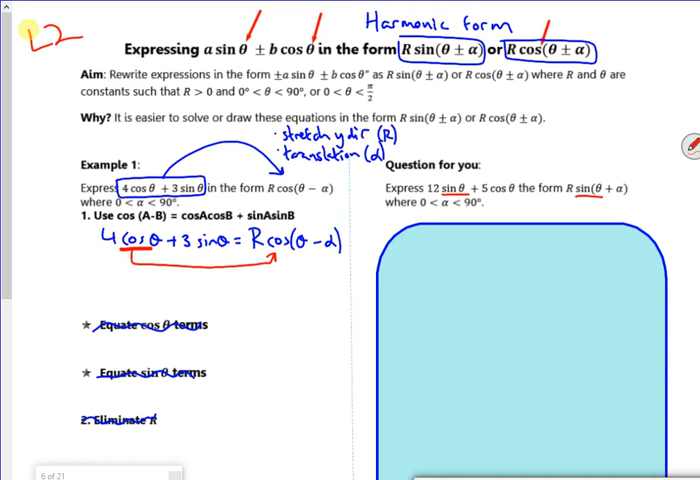 L2
Harmonic form
Expressing a sin θ ± b cos θ in the form R sin(θ ± α) or R cos(θ ± α)
Aim: Rewrite expressions in the form ±a sin θ ± b cos θ" as R sin(θ ± α) or R cos(θ ± α) where R and θ are
constants such that R > 0 and 0° < θ < 90°, or 0 < θ < π/2
Why? It is easier to solve or draw these equations in the form R sin(θ ± α) or R cos(θ ± α).
· stretch y dir (R)
· translation (α)
Example 1:
Express 4 cos θ + 3 sin θ in the form R cos(θ − α)
where 0 < α < 90°.
1. Use cos (A-B) = cosAcosB + sinAsinB
4 cos θ + 3 sin θ = R cos(θ − α)
★ Equate cos θ terms
★ Equate sin θ terms
2. Eliminate R
Question for you:
Express 12 sin θ + 5 cos θ the form R sin(θ + α)
where 0 < α < 90°.
6 of 21